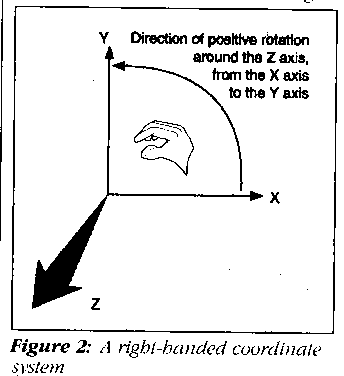 Y
Direction of positive rotation
around the Z axis,
from the X axis
to the Y axis
X
Z
Figure 2: A right-handed coordinate
system